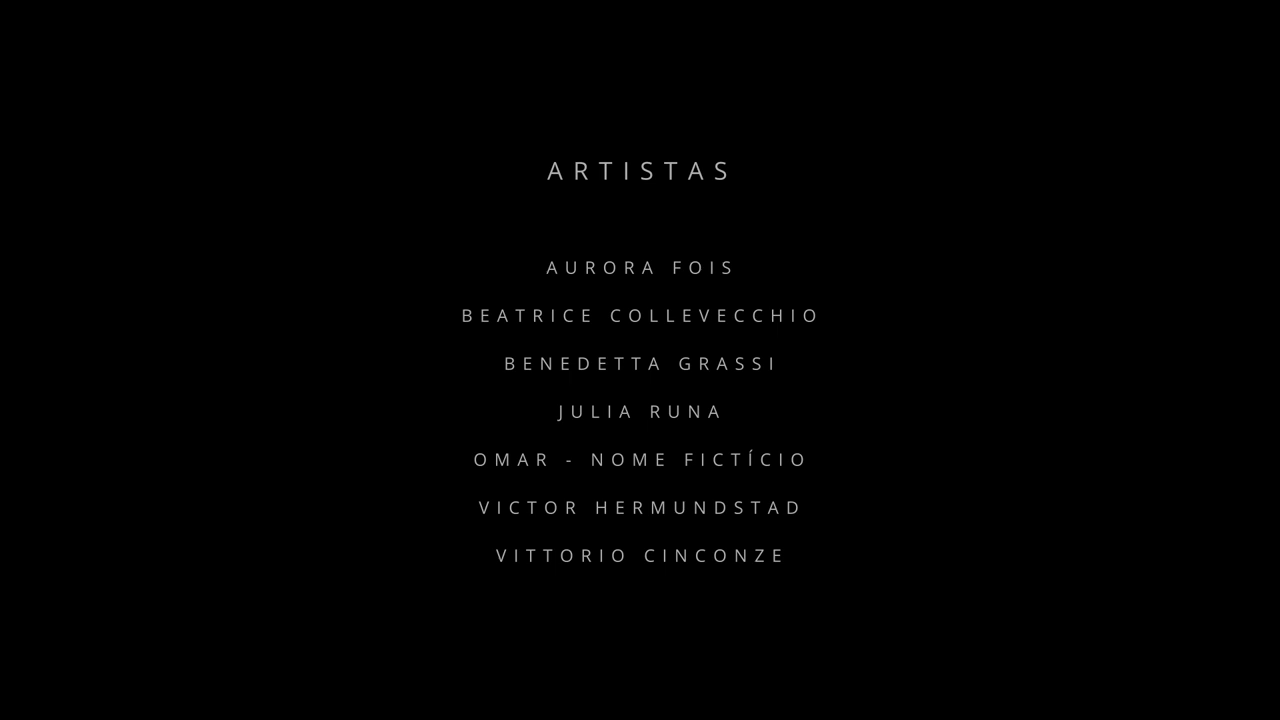 ARTISTAS
AURORA FOIS
BEATRICE COLLEVECCHIO
BENEDETTA GRASSI
JULIA RUNA
OMAR - NOME FICTÍCIO
VICTOR HERMUNDSTAD
VITTORIO CINCONZE